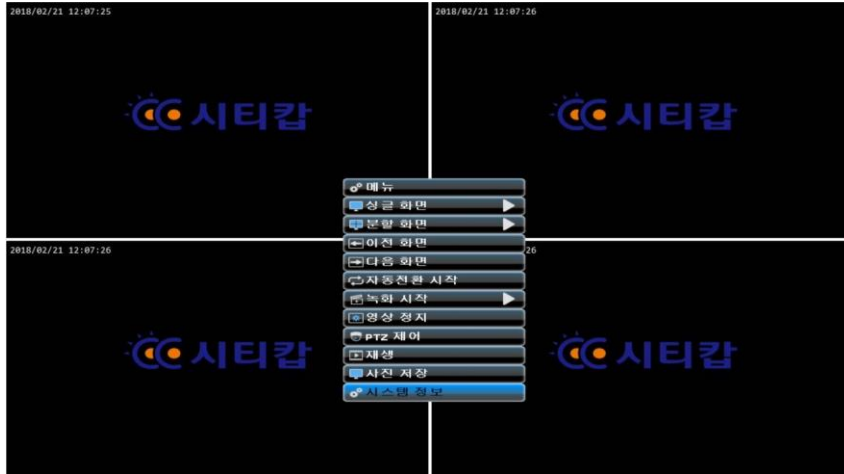 2018/02/21 12:07:25
2018/02/21 12:07:26
시티캅
시티캅
메뉴
싱글 화면
분할 화면
이전 화면
다음 화면
자동전환 시작
녹화 시작
영상 정지
PTZ 제어
재생
사진 저장
시스템 정보
2018/02/21 12:07:26
26
시티캅
시티캅